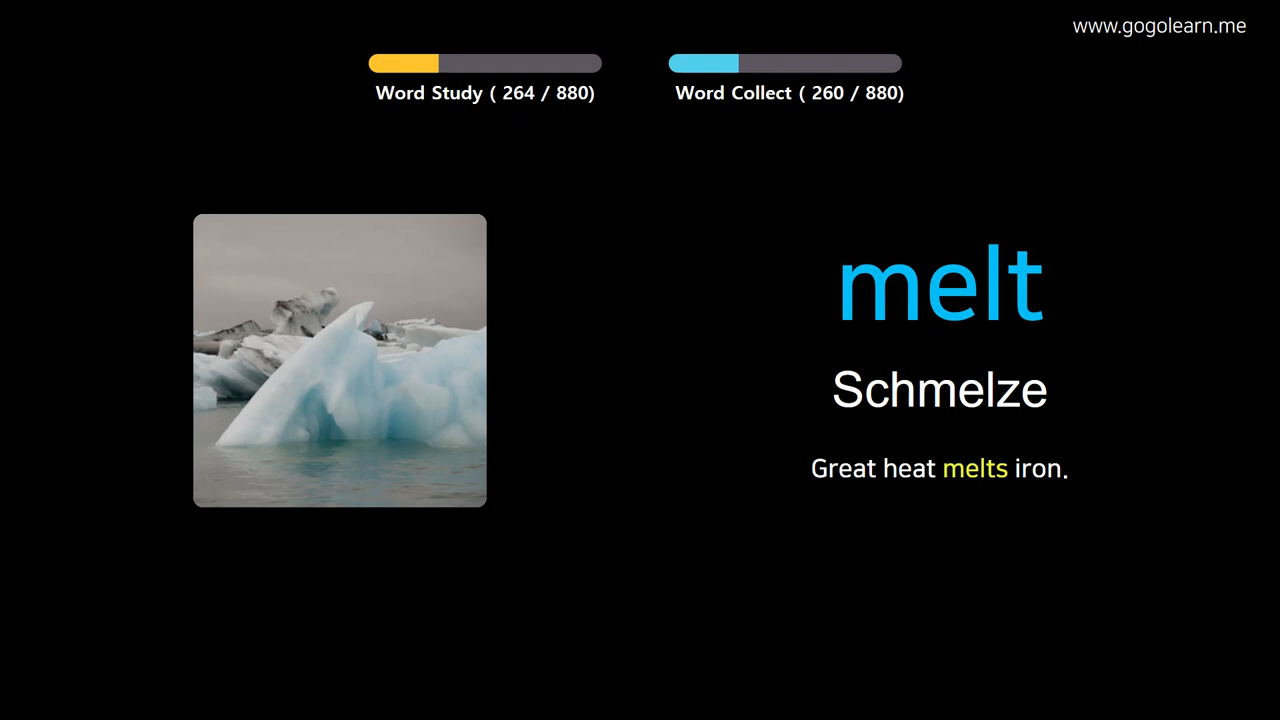 www.gogolearn.me
Word Study ( 264 / 880)
Word Collect ( 260 / 880)
melt
Schmelze
Great heat melts iron.